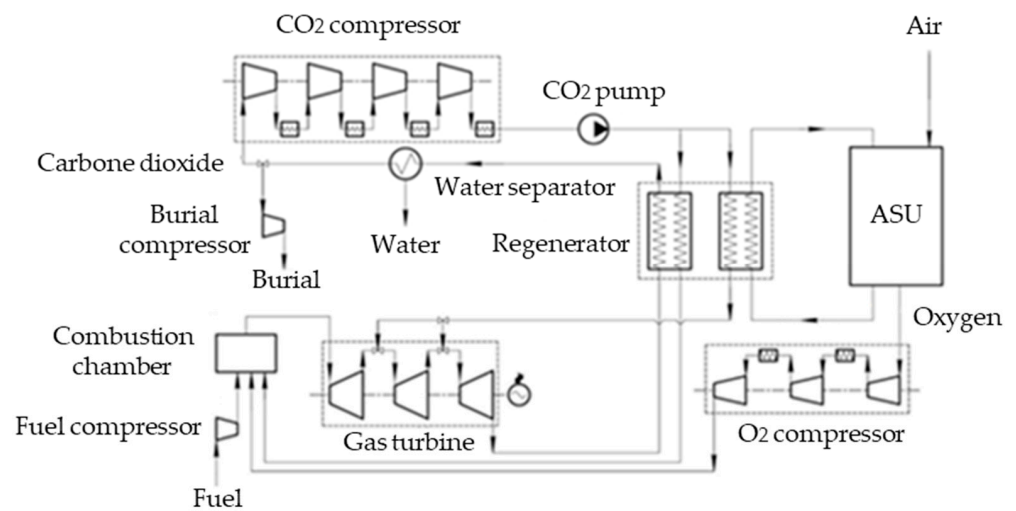 CO2 compressor
Air
CO2 pump
Carbone dioxide
Water separator
ASU
Burial
compressor
Water
Regenerator
Burial
Oxygen
Combustion
chamber
Fuel compressor
Gas turbine
O2 compressor
Fuel